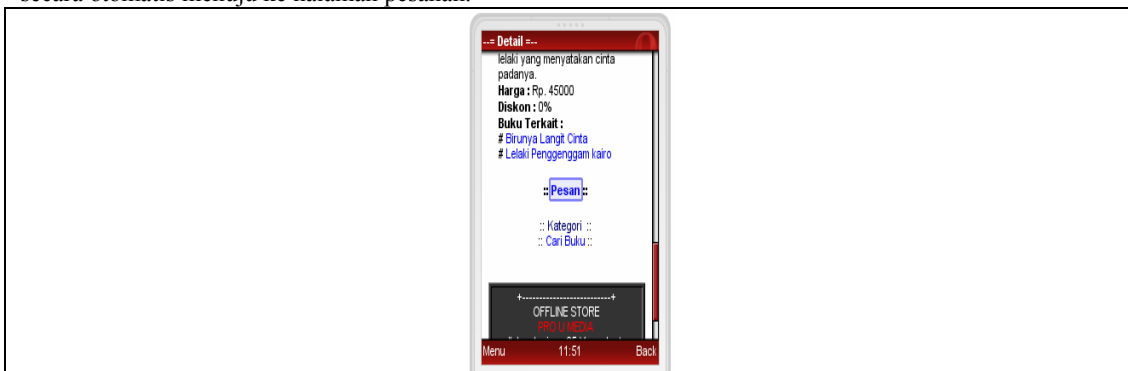 secara otomatis menuju ke halaman pesanan.
--= Detail =--
lelaki yang menyatakan cinta
padanya.
Harga : Rp. 45000
Diskon : 0%
Buku Terkait :
# Birunya Langit Cinta
# Lelaki Penggenggam kairo
:: Pesan ::
:: Kategori ::
:: Cari Buku ::
+--------------------------+
OFFLINE STORE
PRO U MEDIA
Menu 11:51 Back